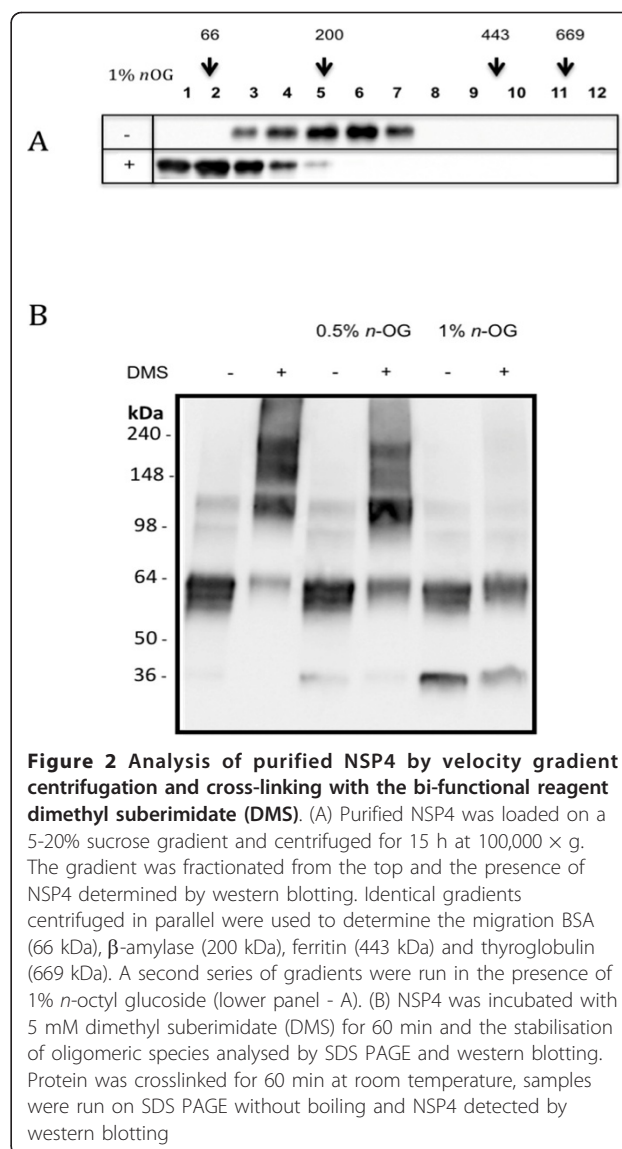 66 200 443 669
1% nOG
1 2 3 4 5 6 7 8 9 10 11 12
A
-
+
B
0.5% n-OG 1% n-OG
DMS - + - + - +
kDa
240 -
148 -
98 -
64 -
50 -
36 -
Figure 2 Analysis of purified NSP4 by velocity gradient
centrifugation and cross-linking with the bi-functional reagent
dimethyl suberimidate (DMS). (A) Purified NSP4 was loaded on a
5-20% sucrose gradient and centrifuged for 15 h at 100,000 × g.
The gradient was fractionated from the top and the presence of
NSP4 determined by western blotting. Identical gradients
centrifuged in parallel were used to determine the migration BSA
(66 kDa), β-amylase (200 kDa), ferritin (443 kDa) and thyroglobulin
(669 kDa). A second series of gradients were run in the presence of
1% n-octyl glucoside (lower panel - A). (B) NSP4 was incubated with
5 mM dimethyl suberimidate (DMS) for 60 min and the stabilisation
of oligomeric species analysed by SDS PAGE and western blotting.
Protein was crosslinked for 60 min at room temperature, samples
were run on SDS PAGE without boiling and NSP4 detected by
western blotting